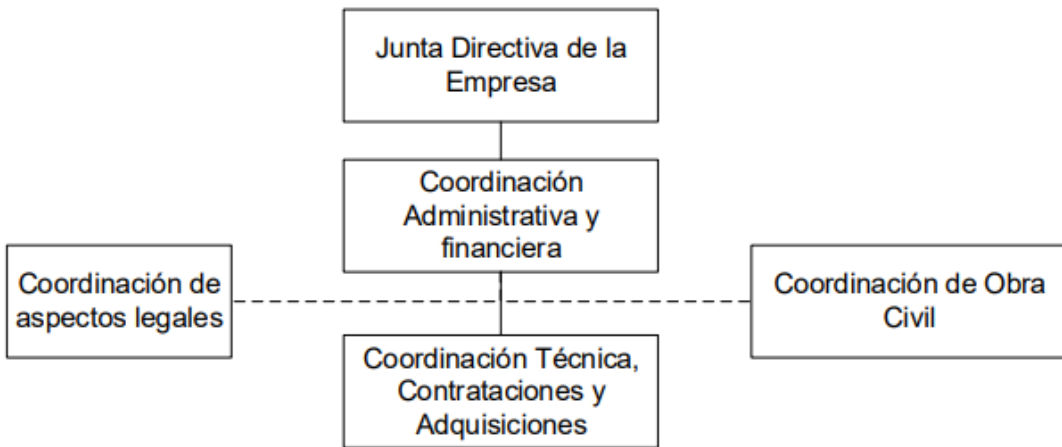 Junta Directiva de la
Empresa
Coordinación
Administrativa y
financiera
Coordinación de
aspectos legales
Coordinación de Obra
Civil
Coordinación Técnica,
Contrataciones y
Adquisiciones